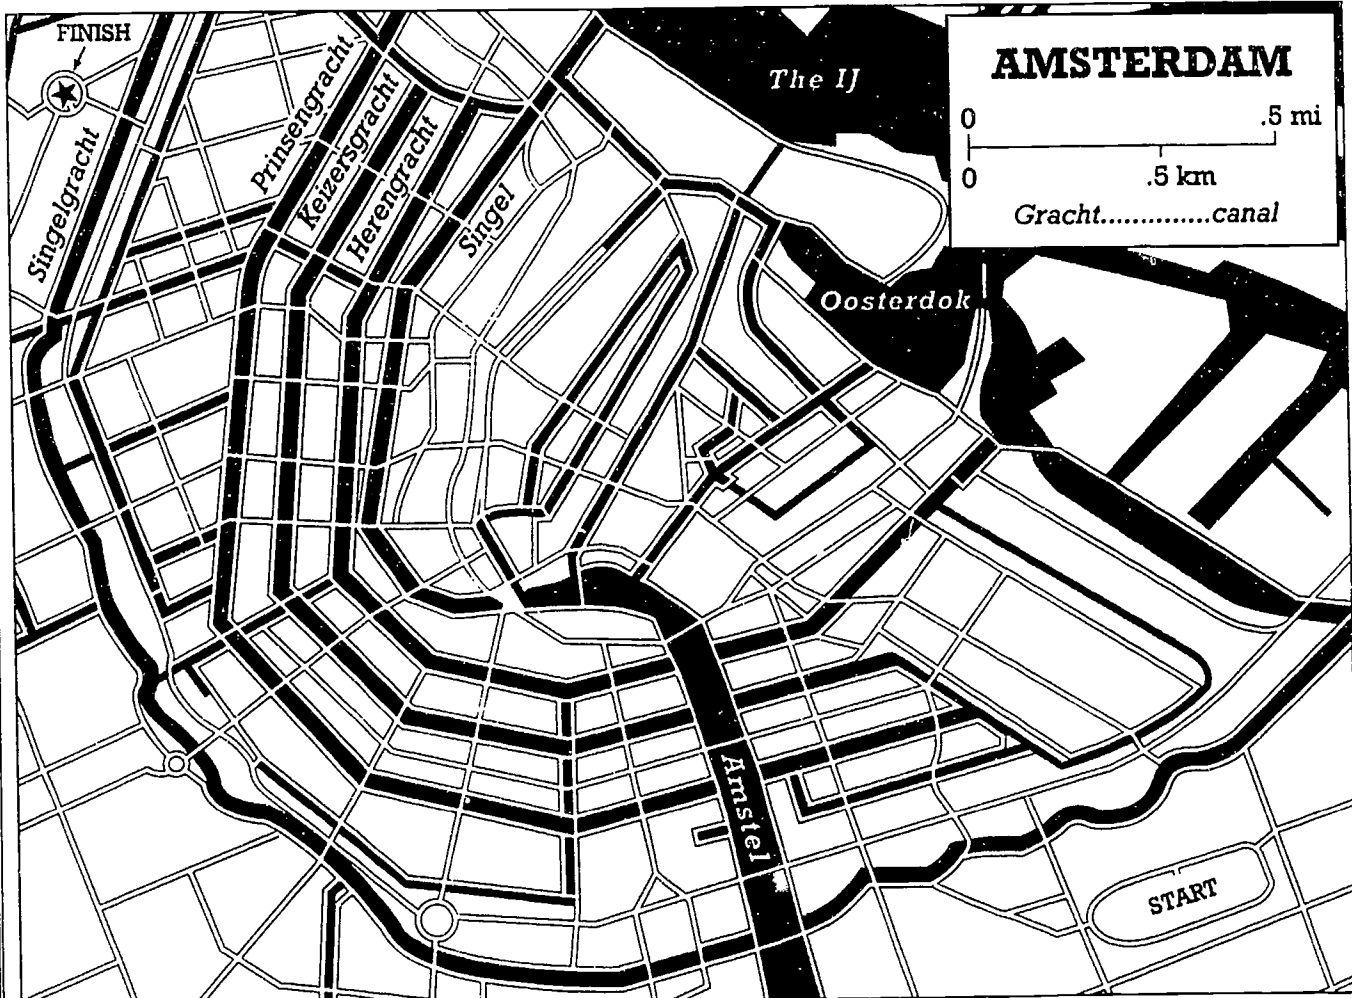 FINISH
AMSTERDAM
0 .5 mi
0 .5 km
Gracht..............canal
The IJ
Prinsengracht
Keizersgracht
Herengracht
Singel
Singelgracht
Oosterdok
Amstel
START